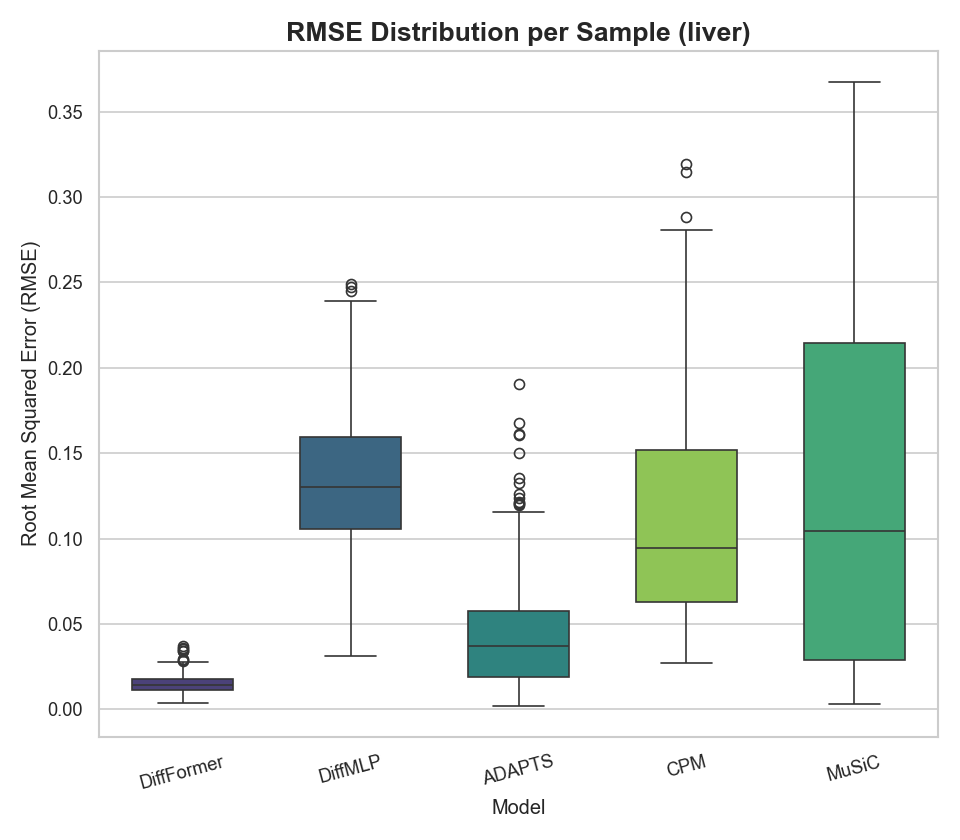 RMSE Distribution per Sample (liver)
Root Mean Squared Error (RMSE)
0.35
0.30
0.25
0.20
0.15
0.10
0.05
0.00
DiffFormer
DiffMLP
ADAPTS
CPM
MuSiC
Model